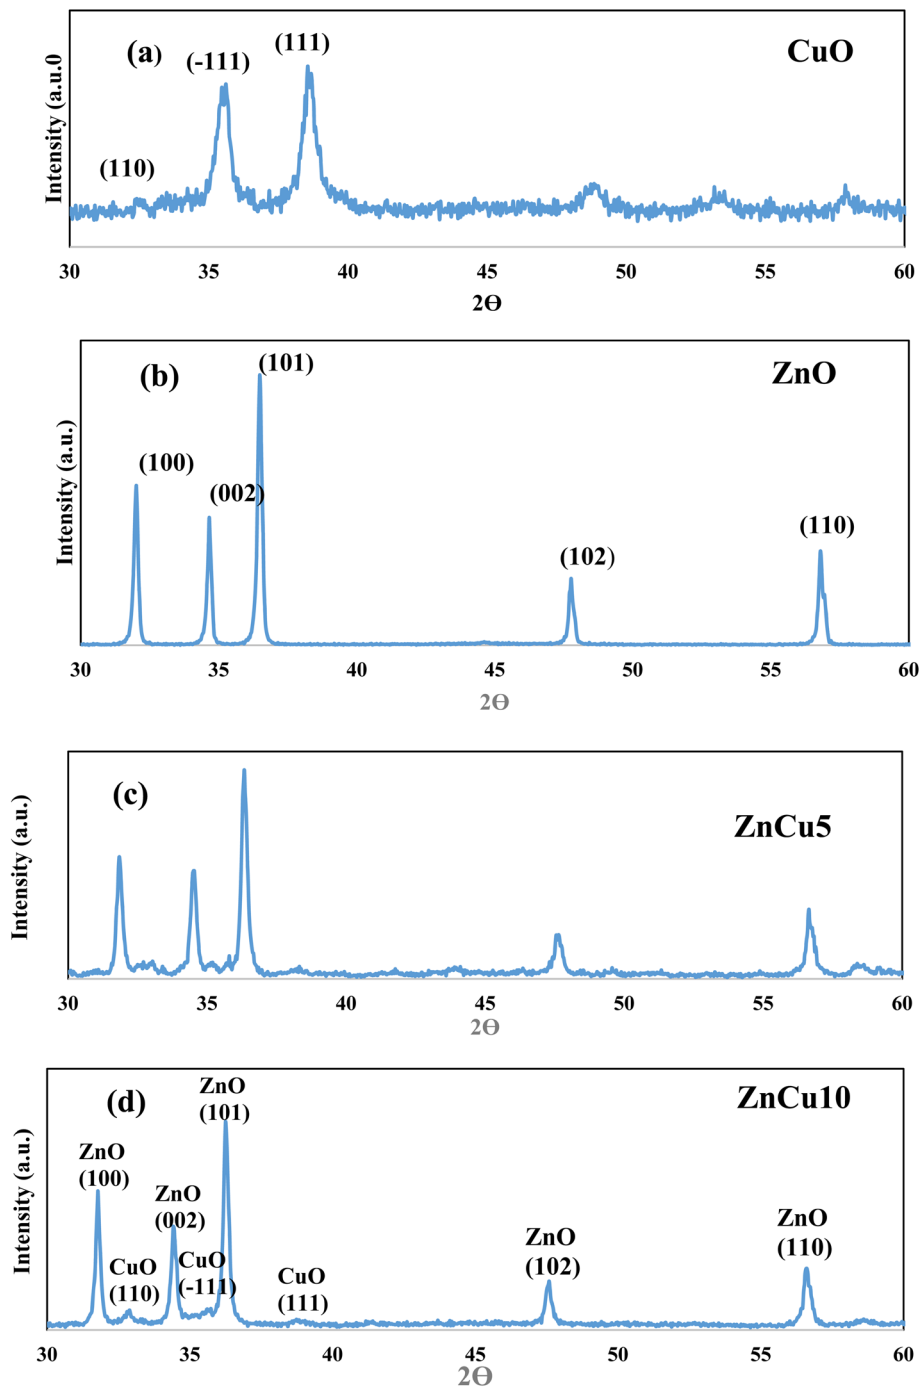 (a)
(-111)
(111)
CuO
(110)
Intensity (a.u.0
30 35 40 45 50 55 60
2ϴ
(b)
(101)
ZnO
(100)
(002)
(102)
(110)
Intensity (a.u.)
30 35 40 45 50 55 60
2ϴ
(c)
ZnCu5
Intensity (a.u.)
30 35 40 45 50 55 60
2ϴ
(d)
ZnO
(101)
ZnCu10
ZnO
(100)
ZnO
(002)
CuO
(110)
CuO
(-111)
CuO
(111)
ZnO
(102)
ZnO
(110)
Intensity (a.u.)
30 35 40 45 50 55 60
2ϴ